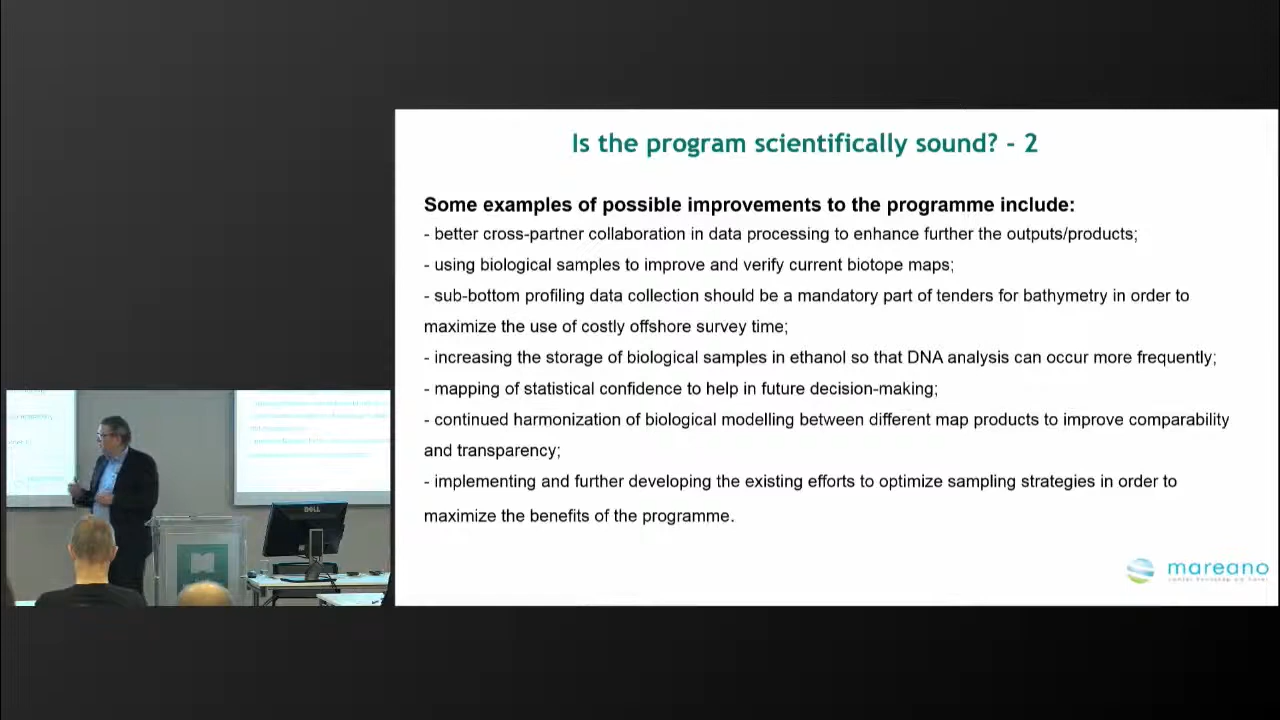 Is the program scientifically sound? - 2
Some examples of possible improvements to the programme include:
- better cross-partner collaboration in data processing to enhance further the outputs/products;
- using biological samples to improve and verify current biotope maps;
- sub-bottom profiling data collection should be a mandatory part of tenders for bathymetry in order to
maximize the use of costly offshore survey time;
- increasing the storage of biological samples in ethanol so that DNA analysis can occur more frequently;
- mapping of statistical confidence to help in future decision-making;
- continued harmonization of biological modelling between different map products to improve comparability
and transparency;
- implementing and further developing the existing efforts to optimize sampling strategies in order to
maximize the benefits of the programme.
mareano
DELL